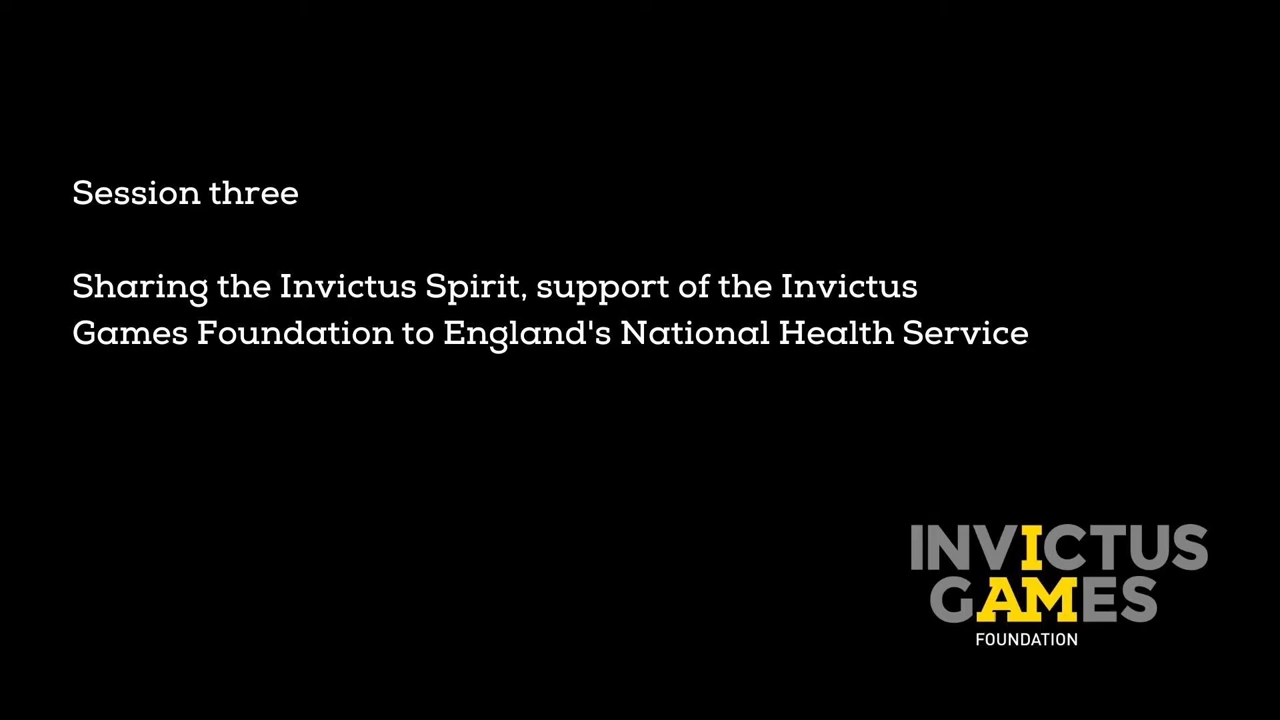 Session three
Sharing the Invictus Spirit, support of the Invictus
Games Foundation to England's National Health Service
INVICTUS
GAMES
FOUNDATION